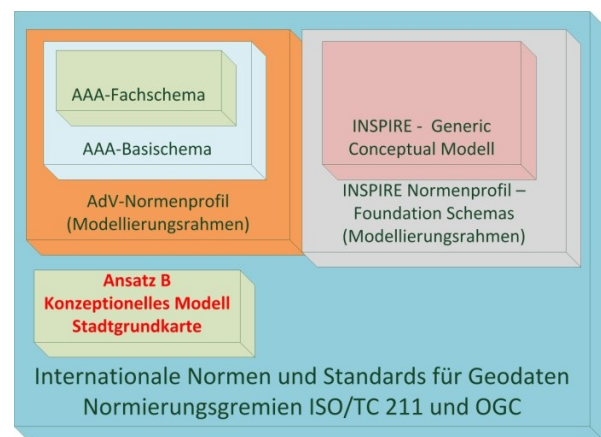 AAA-Fachschema
AAA-Basischema
AdV-Normenprofil
(Modellierungsrahmen)
INSPIRE - Generic
Conceptual Modell
INSPIRE Normenprofil –
Foundation Schemas
(Modellierungsrahmen)
Ansatz B
Konzeptionelles Modell
Stadtgrundkarte
Internationale Normen und Standards für Geodaten
Normierungsgremien ISO/TC 211 und OGC